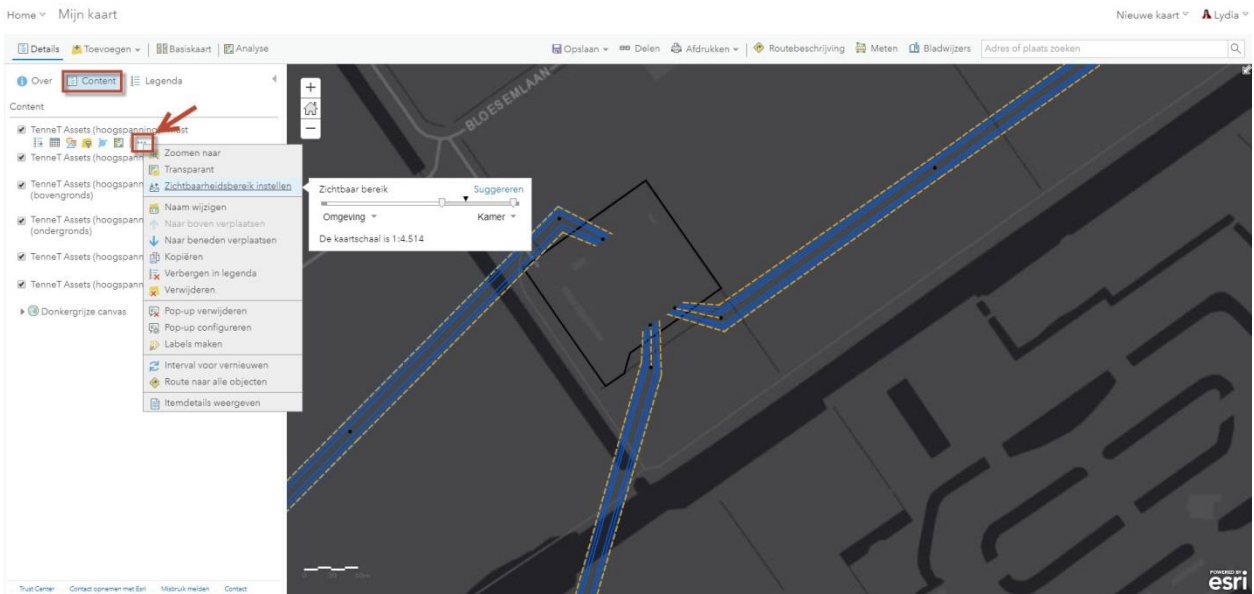 Home Mijn kaart Nieuwe kaart Lydia
Details Toevoegen Basiskaart Analyse Opslaan Delen Afdrukken Routebeschrijving Meten Bladwijzers Adres of plaats zoeken
Over Content Legenda
Content
TenneT Assets (hoogspanning)
TenneT Assets (hoogspann
TenneT Assets (hoogspann
(bovengronds)
TenneT Assets (hoogspann
(ondergronds)
TenneT Assets (hoogspann
TenneT Assets (hoogspann
Donkergrijze canvas
Zoomen naar
Transparant
Zichtbaarheidsbereik instellen
Naam wijzigen
Naar boven verplaatsen
Naar beneden verplaatsen
Kopiëren
Verbergen in legenda
Verwijderen
Pop-up verwijderen
Pop-up configureren
Labels maken
Interval voor vernieuwen
Route naar alle objecten
Itemdetails weergeven
Zichtbaar bereik Suggereren
Omgeving Kamer
De kaartschaal is 1:4.514
BLOESEMLAAN
Trust Center Contact opnemen met Esri Misbruik melden Contact
POWERED BY
esri